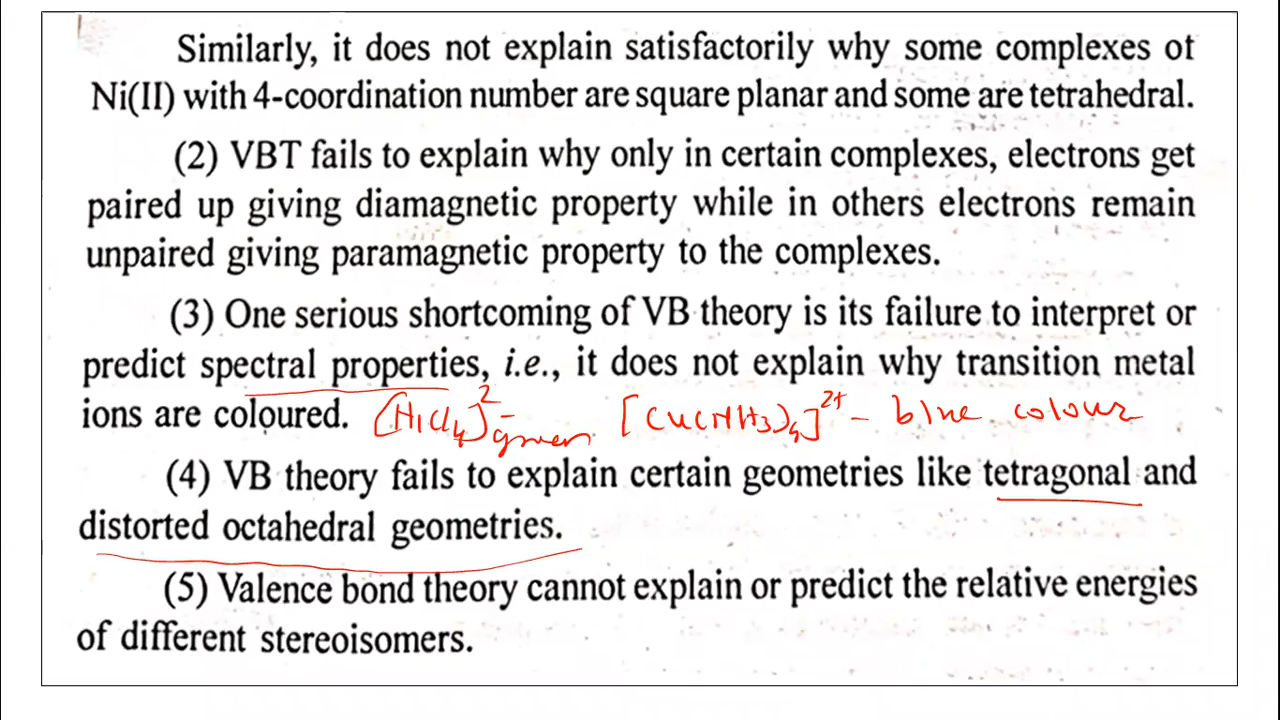 Similarly, it does not explain satisfactorily why some complexes of
Ni(II) with 4-coordination number are square planar and some are tetrahedral.
(2) VBT fails to explain why only in certain complexes, electrons get
paired up giving diamagnetic property while in others electrons remain
unpaired giving paramagnetic property to the complexes.
(3) One serious shortcoming of VB theory is its failure to interpret or
predict spectral properties, i.e., it does not explain why transition metal
ions are coloured. [NiCl4]2- green [Cu(NH3)4]2+ - blue colour
(4) VB theory fails to explain certain geometries like tetragonal and
distorted octahedral geometries.
(5) Valence bond theory cannot explain or predict the relative energies
of different stereoisomers.